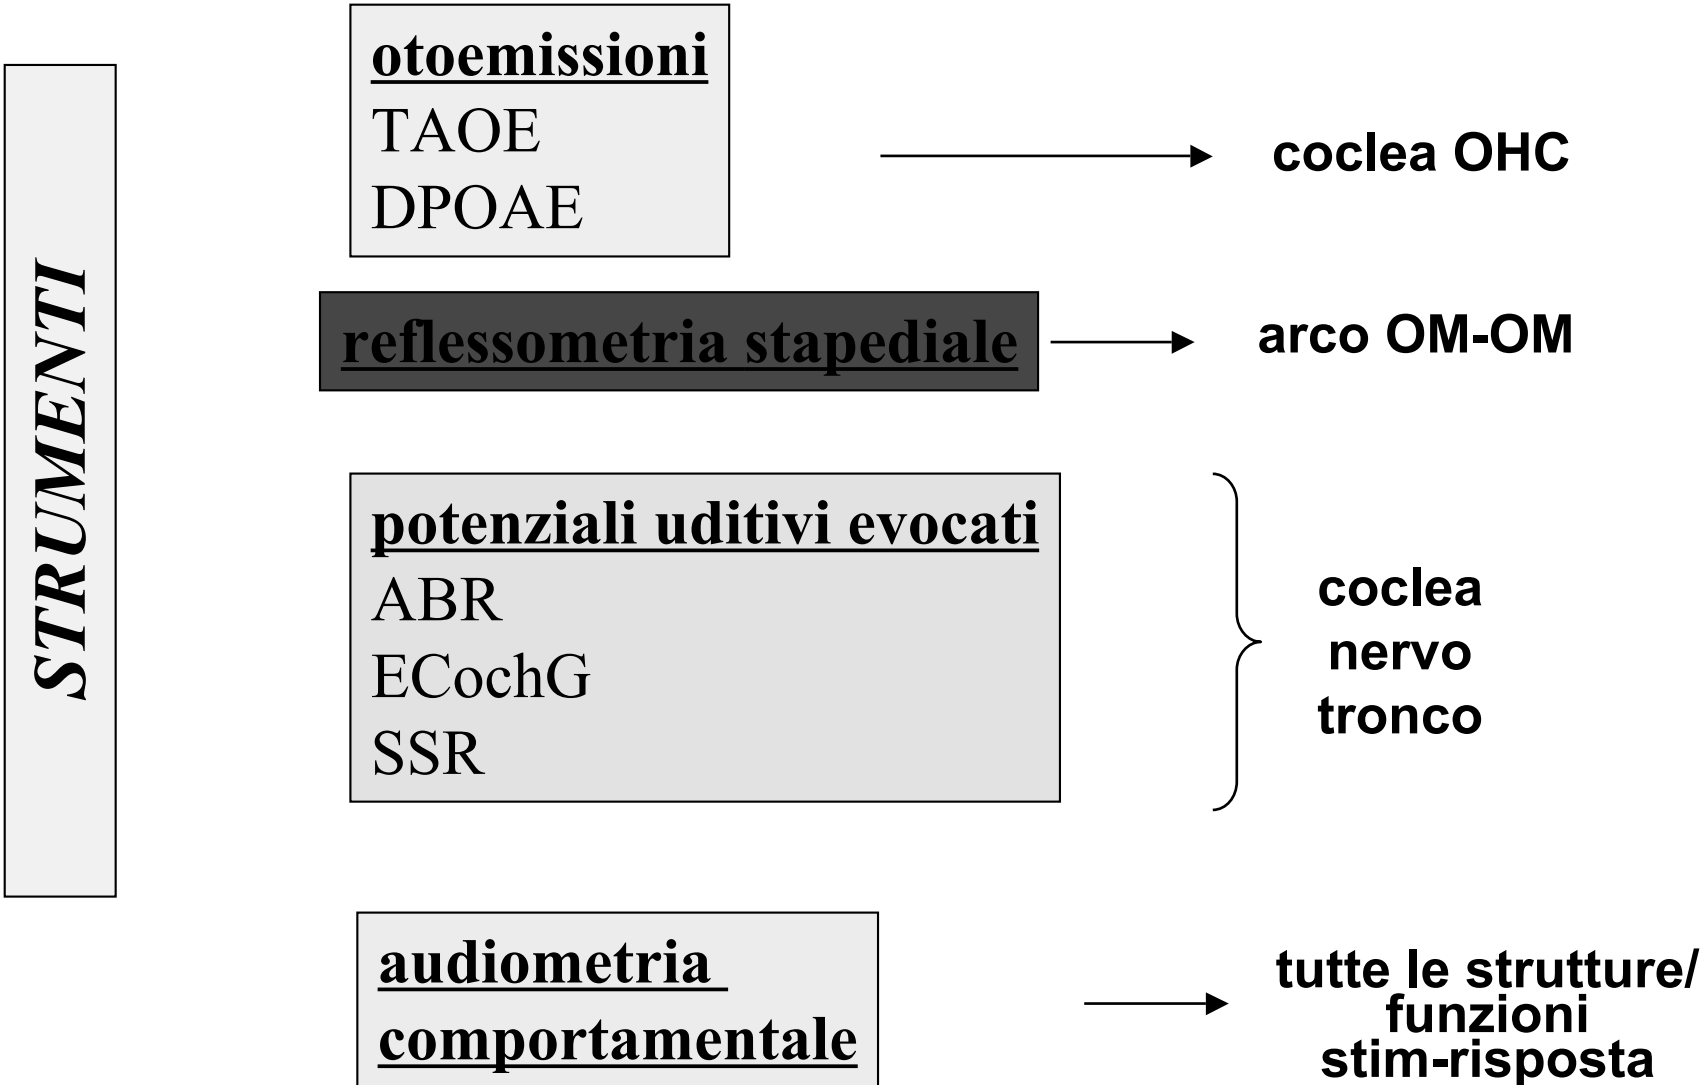 STRUMENTI
otoemissioni
TAOE
DPOAE
coclea OHC
reflessometria stapediale
arco OM-OM
potenziali uditivi evocati
ABR
ECochG
SSR
coclea
nervo
tronco
audiometria
comportamentale
tutte le strutture/
funzioni
stim-risposta